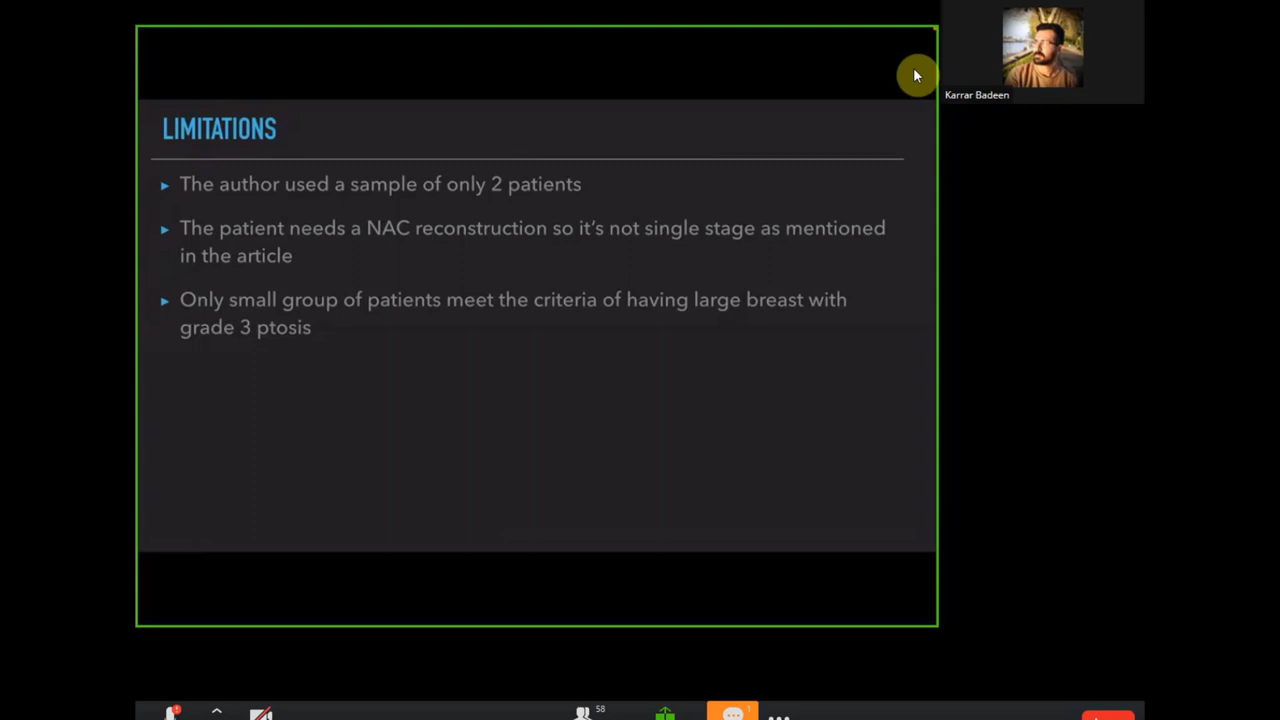 LIMITATIONS
▸ The author used a sample of only 2 patients
▸ The patient needs a NAC reconstruction so it's not single stage as mentioned
in the article
▸ Only small group of patients meet the criteria of having large breast with
grade 3 ptosis
Karrar Badeen
58
1